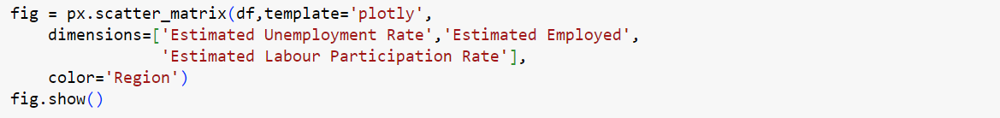 fig = px.scatter_matrix(df,template='plotly',
    dimensions=['Estimated Unemployment Rate','Estimated Employed',
                'Estimated Labour Participation Rate'],
    color='Region')
fig.show()